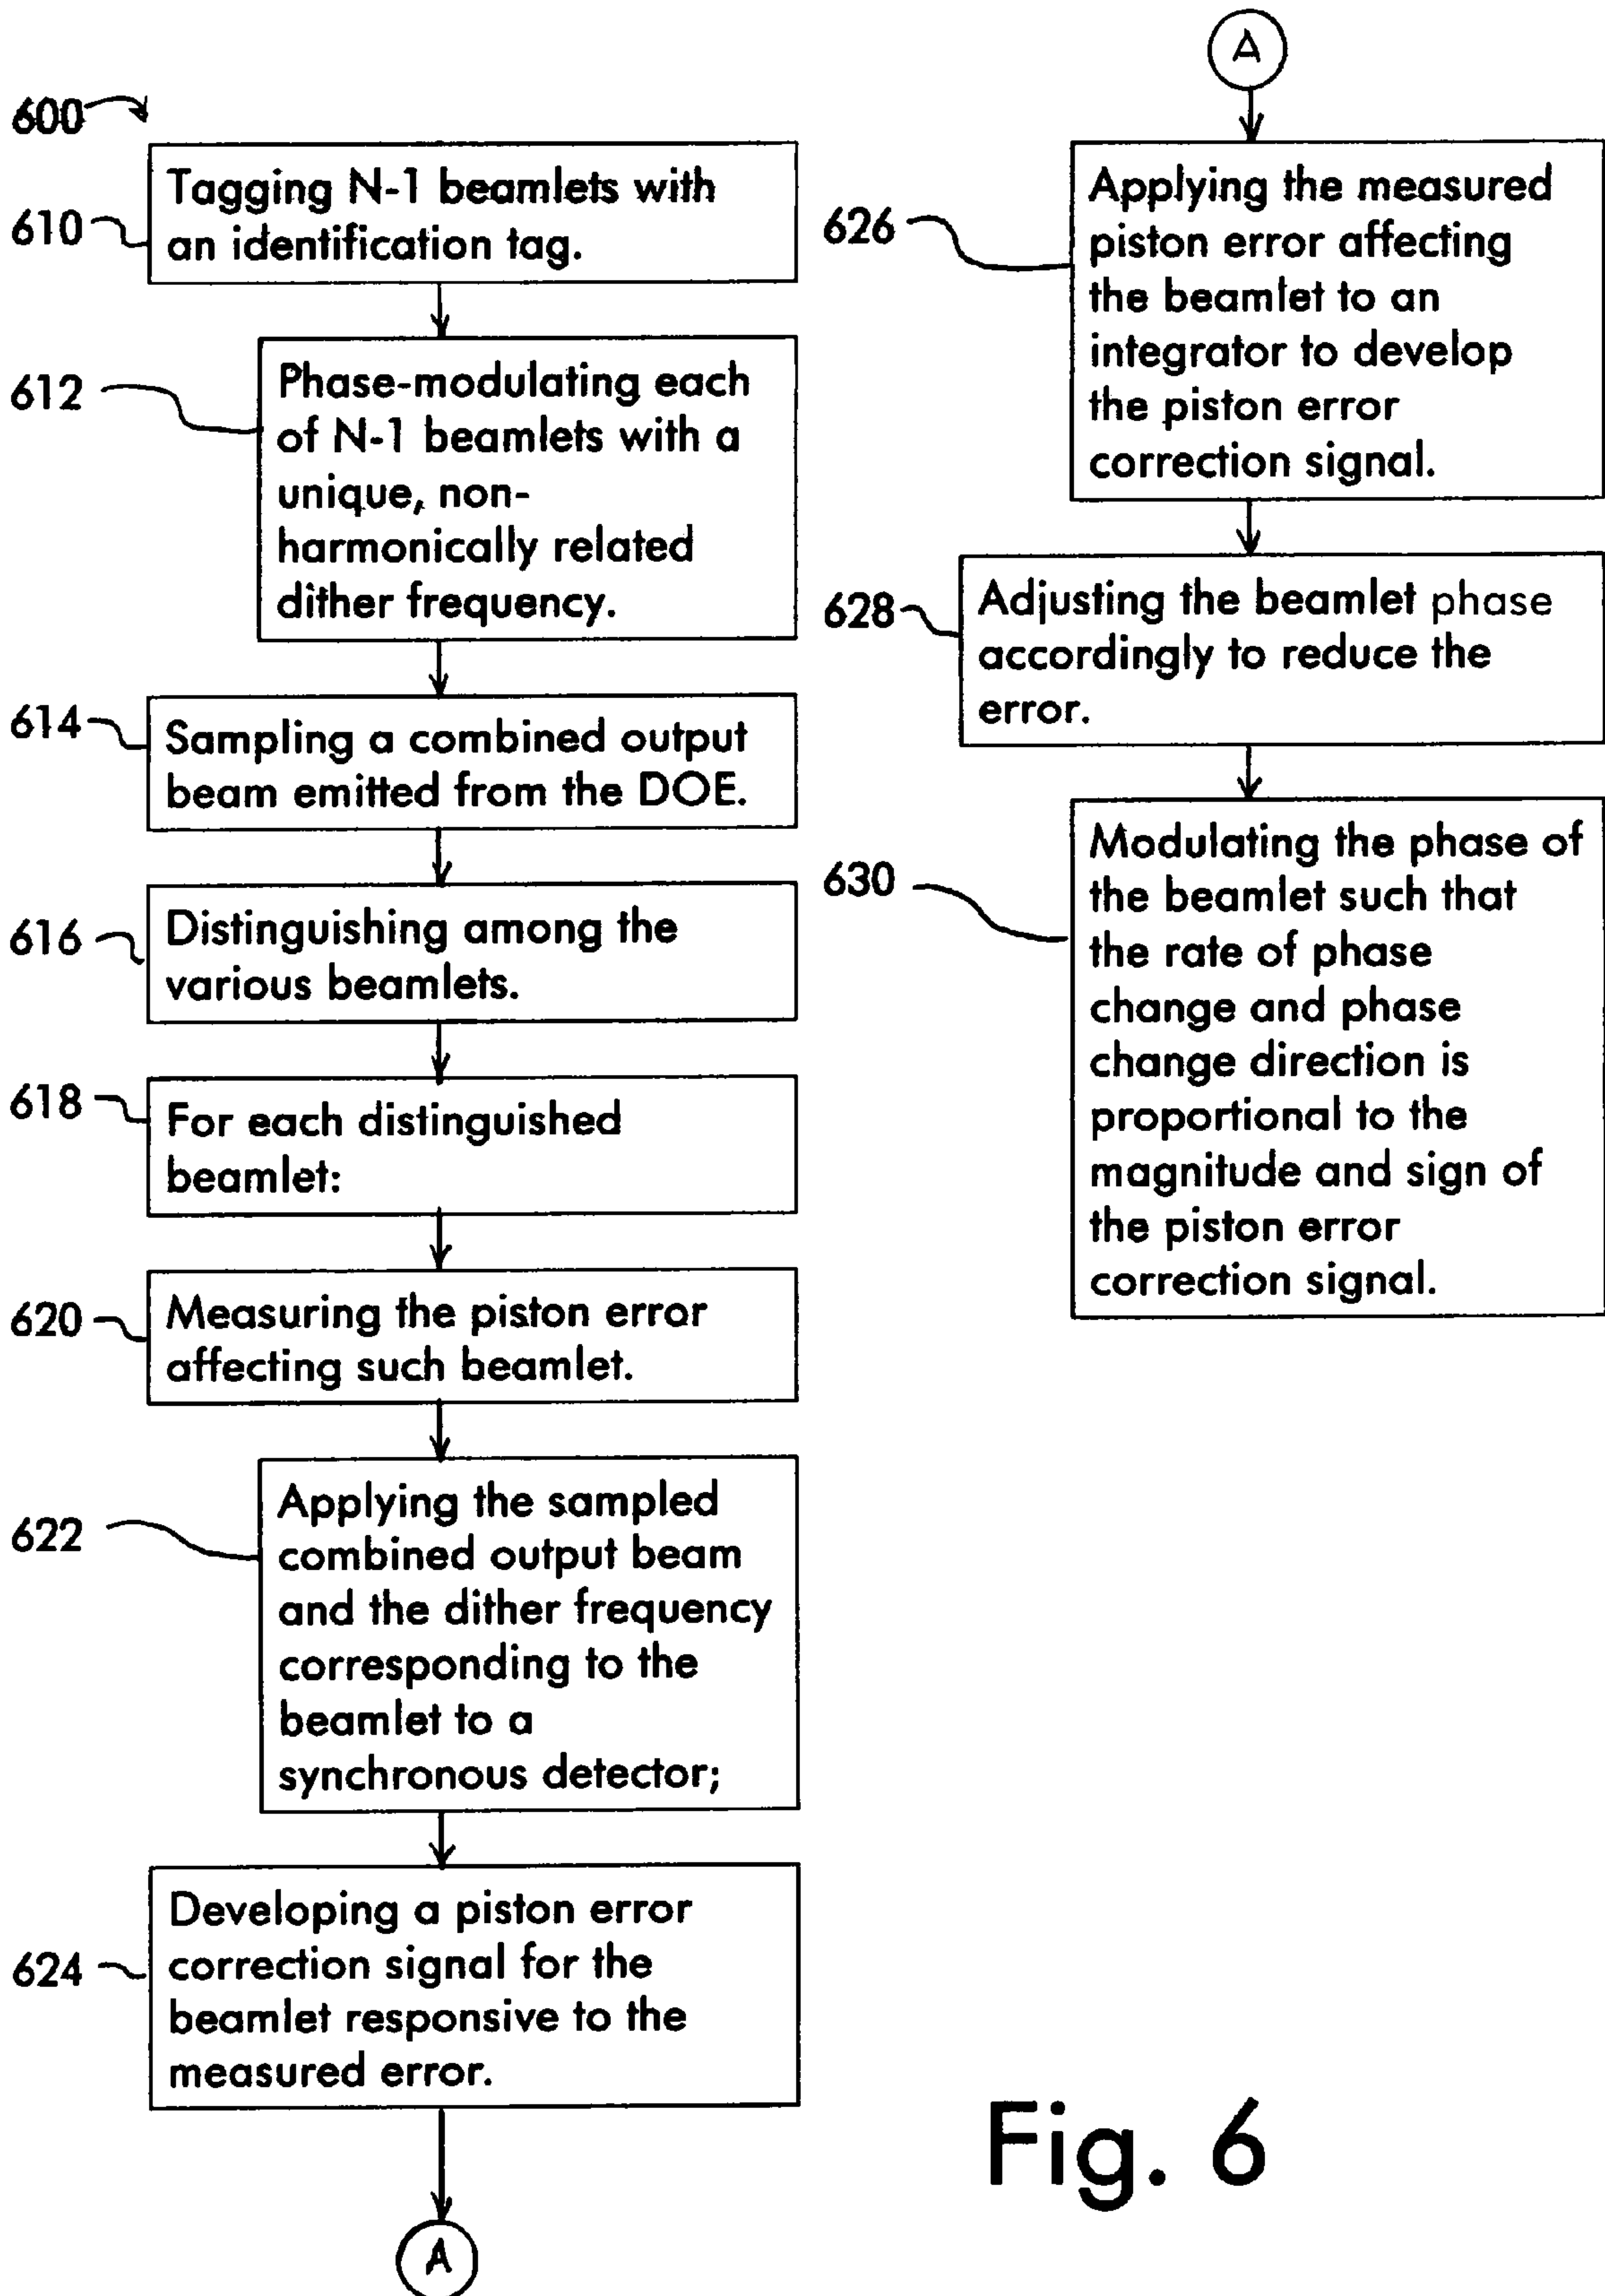 600
610
Tagging N-1 beamlets with
an identification tag.
612
Phase-modulating each
of N-1 beamlets with a
unique, non-
harmonically related
dither frequency.
614
Sampling a combined output
beam emitted from the DOE.
616
Distinguishing among the
various beamlets.
618
For each distinguished
beamlet:
620
Measuring the piston error
affecting such beamlet.
622
Applying the sampled
combined output beam
and the dither frequency
corresponding to the
beamlet to a
synchronous detector;
624
Developing a piston error
correction signal for the
beamlet responsive to the
measured error.
A
A
626
Applying the measured
piston error affecting
the beamlet to an
integrator to develop
the piston error
correction signal.
628
Adjusting the beamlet phase
accordingly to reduce the
error.
630
Modulating the phase of
the beamlet such that
the rate of phase
change and phase
change direction is
proportional to the
magnitude and sign of
the piston error
correction signal.
Fig. 6